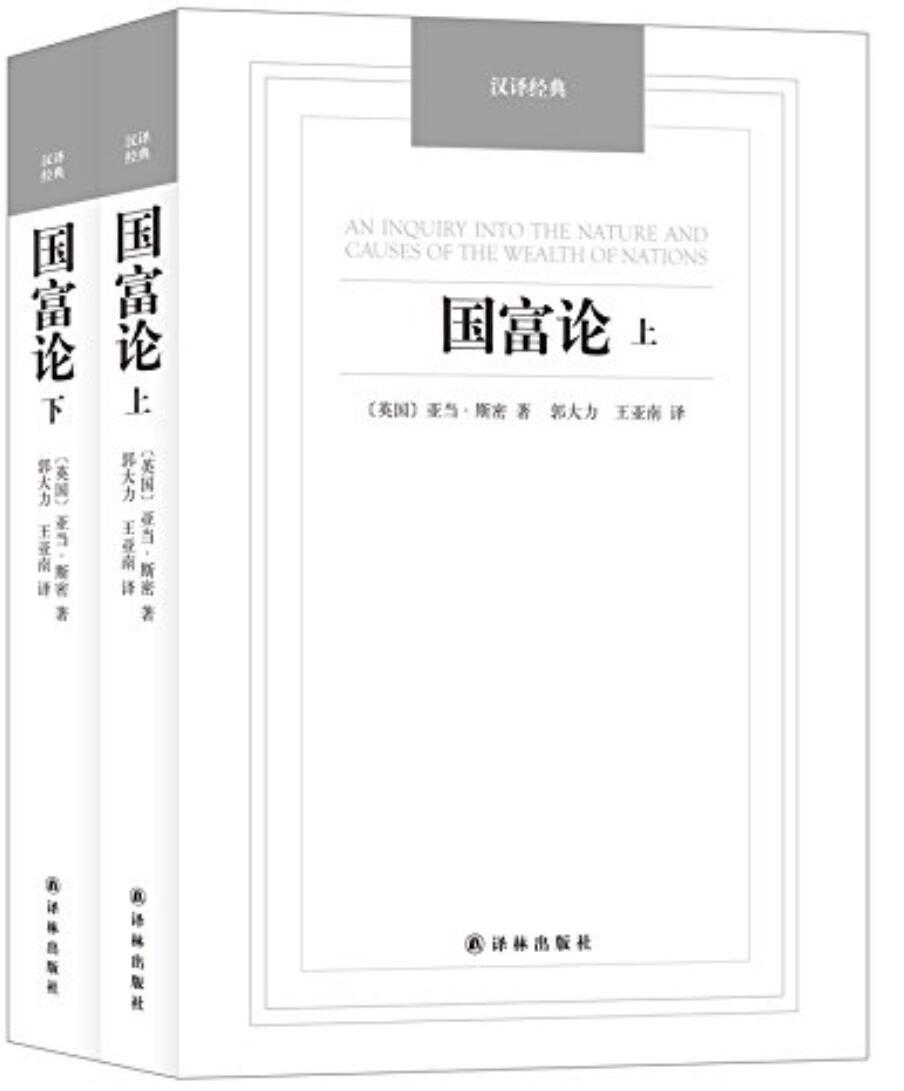 汉译经典
AN INQUIRY INTO THE NATURE AND
CAUSES OF THE WEALTH OF NATIONS
国富论 上
〔英国〕亚当·斯密 著 郭大力 王亚南 译
译林出版社
汉译
经典
国富论 上
〔英国〕亚当·斯密 著
郭大力 王亚南 译
译林出版社
汉译
经典
国富论 下
〔英国〕亚当·斯密 著
郭大力 王亚南 译
译林出版社